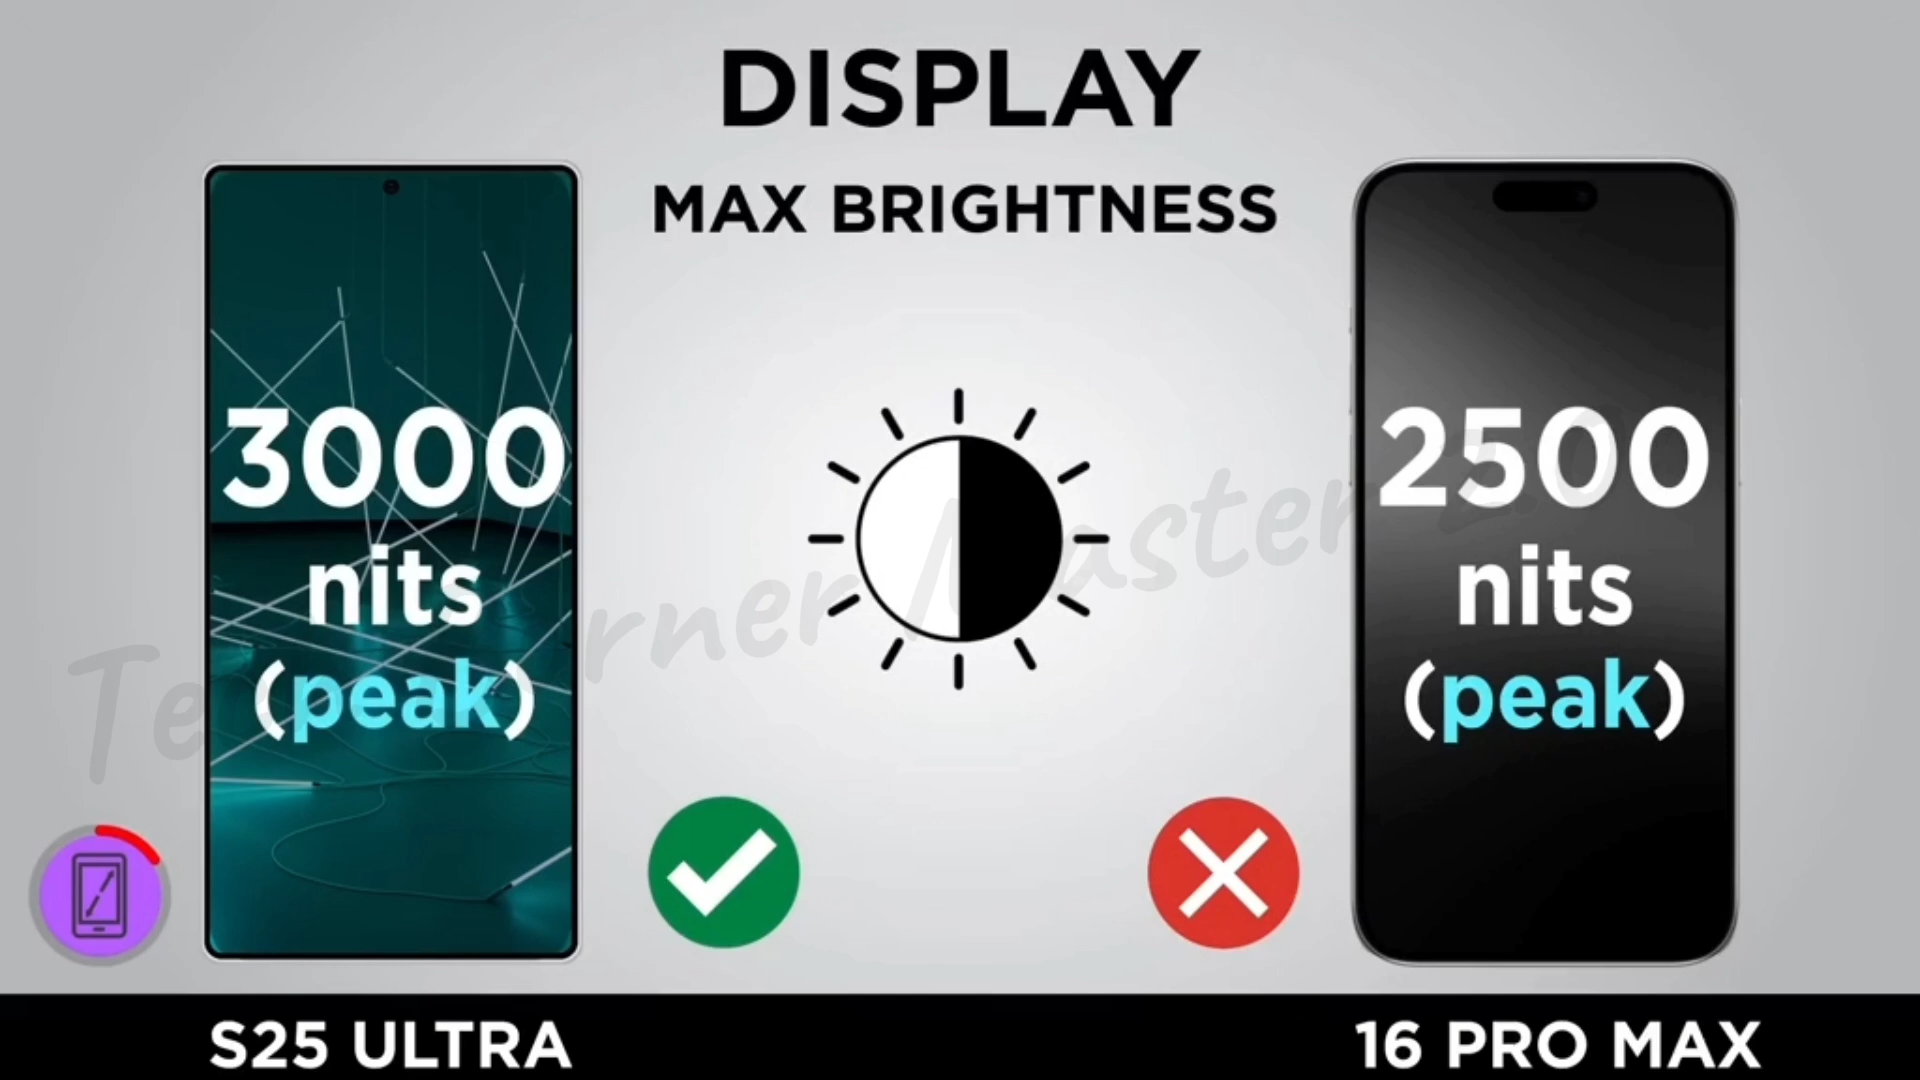 DISPLAY
MAX BRIGHTNESS
3000
nits
(peak)
2500
nits
(peak)
S25 ULTRA
16 PRO MAX